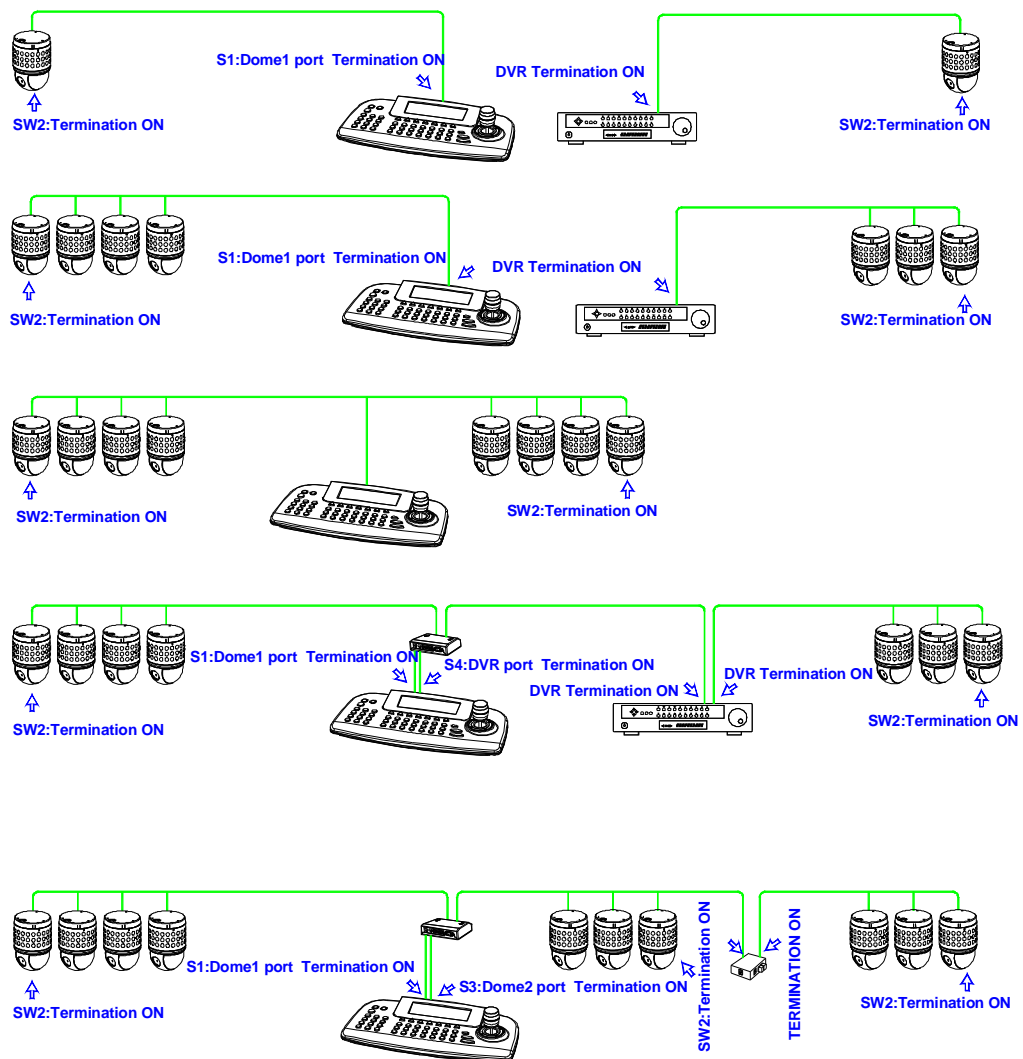 S1:Dome1 port Termination ON
DVR Termination ON
SW2:Termination ON
SW2:Termination ON
S1:Dome1 port Termination ON
DVR Termination ON
SW2:Termination ON
SW2:Termination ON
SW2:Termination ON
SW2:Termination ON
S1:Dome1 port Termination ON
S4:DVR port Termination ON
DVR Termination ON
DVR Termination ON
SW2:Termination ON
SW2:Termination ON
S1:Dome1 port Termination ON
S3:Dome2 port Termination ON
SW2:Termination ON
TERMINATION ON
SW2:Termination ON
SW2:Termination ON